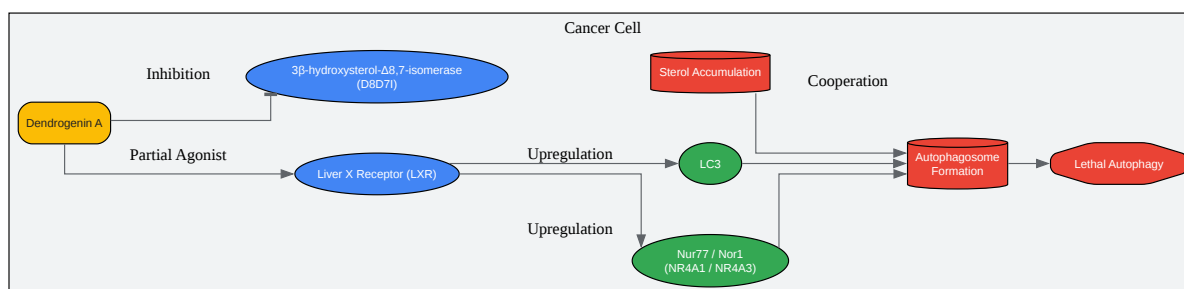 Cancer Cell
Inhibition
3β-hydroxysterol-Δ8,7-isomerase
(D8D7I)
Sterol Accumulation
Cooperation
Dendrogenin A
Partial Agonist
Liver X Receptor (LXR)
Upregulation
LC3
Autophagosome
Formation
Lethal Autophagy
Upregulation
Nur77 / Nor1
(NR4A1 / NR4A3)